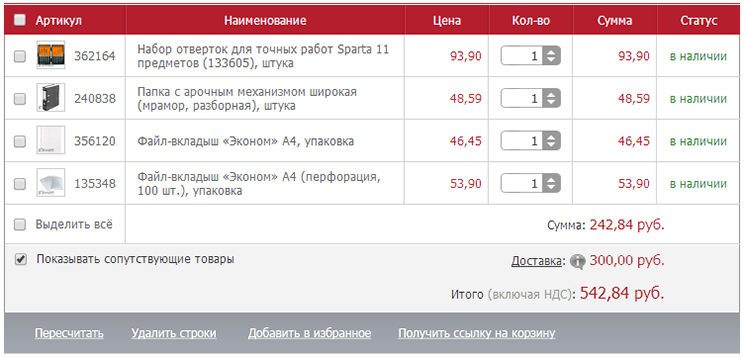 Артикул Наименование Цена Кол-во Сумма Статус
362164 Набор отверток для точных работ Sparta 11 предметов (133605), штука 93,90 1 93,90 в наличии
240838 Папка с арочным механизмом широкая (мрамор, разборная), штука 48,59 1 48,59 в наличии
356120 Файл-вкладыш «Эконом» А4, упаковка 46,45 1 46,45 в наличии
135348 Файл-вкладыш «Эконом» А4 (перфорация, 100 шт.), упаковка 53,90 1 53,90 в наличии
Выделить всё Сумма: 242,84 руб.
Показывать сопутствующие товары Доставка: 300,00 руб.
Итого (включая НДС): 542,84 руб.
Пересчитать Удалить строки Добавить в избранное Получить ссылку на корзину